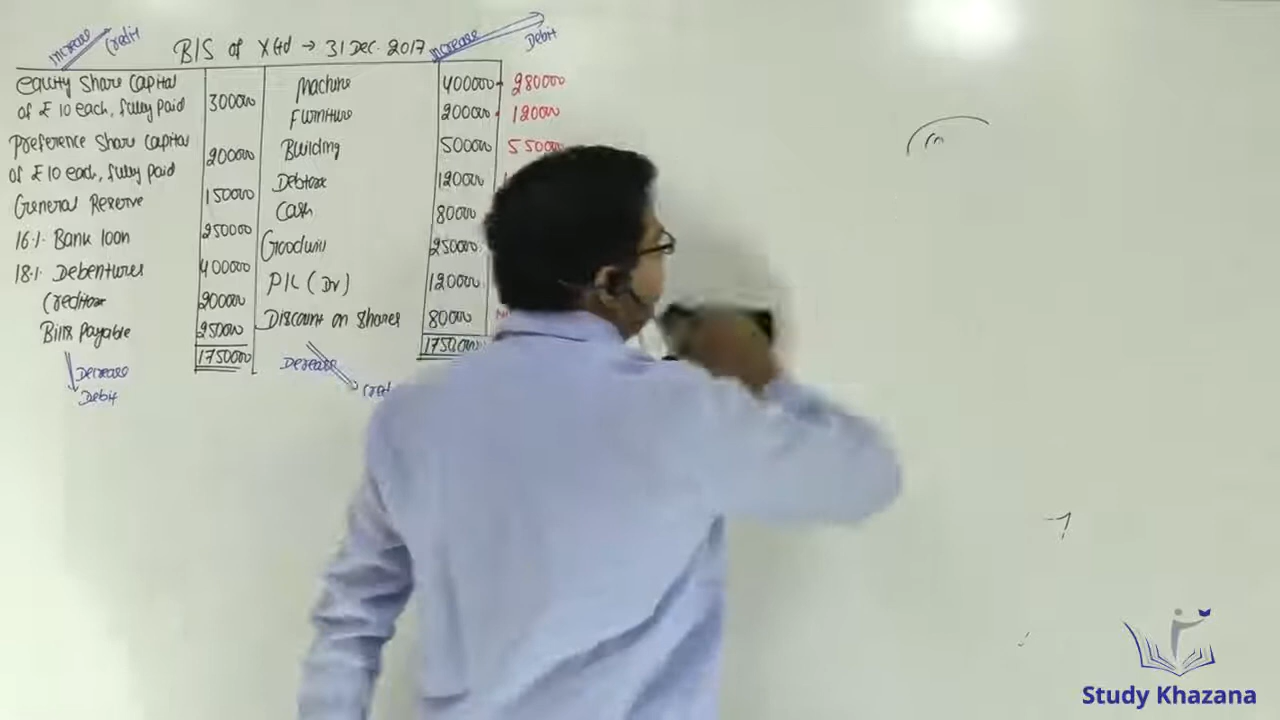 Increase Credit
B/S of X Ltd → 31 Dec. 2017
Increase Debit
Equity Share Capital
of ₹ 10 each, fully paid 300000
Preference Share Capital
of ₹ 10 each, fully paid 200000
General Reserve 150000
16% Bank loan 250000
18% Debentures 400000
Creditors 200000
Bills Payable 250000
1750000
Decrease
Debit
Machine 400000 280000
Furniture 200000 120000
Building 500000 55000
Debtors 120000
Cash 80000
Goodwill 250000
P/L (Dr) 120000
Discount on shares 80000
1750000
Decrease
Study Khazana